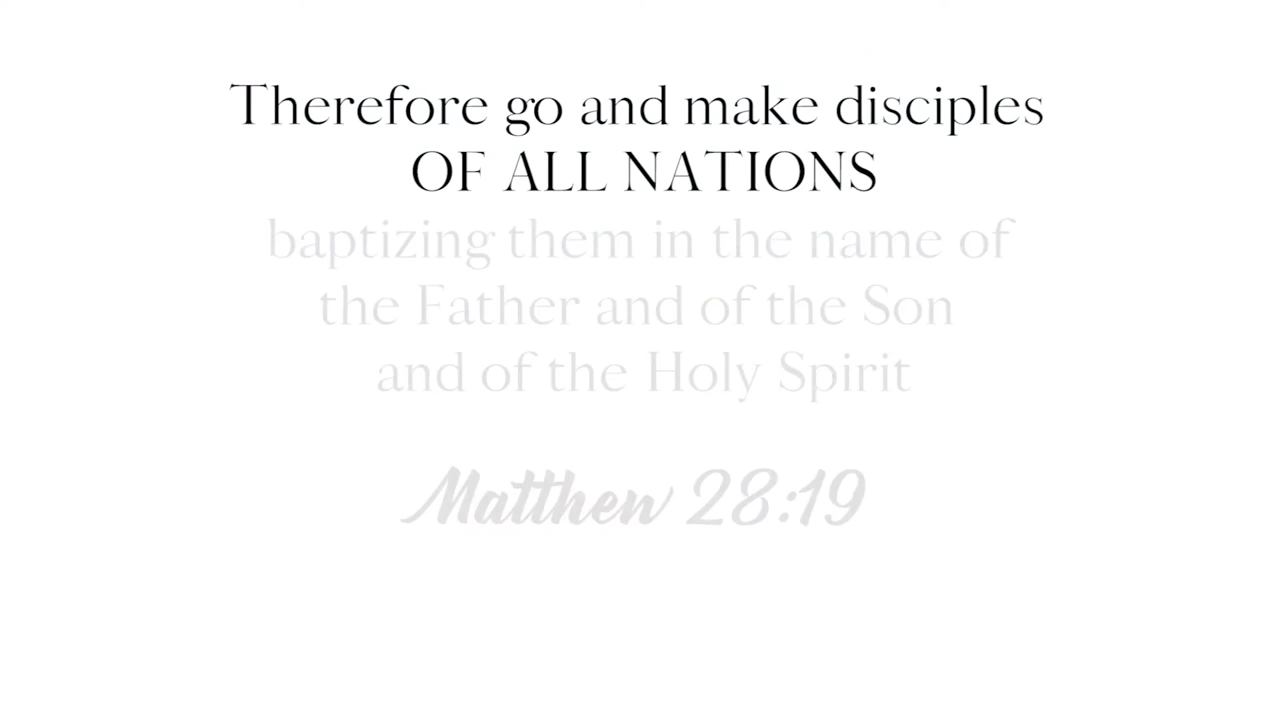 Therefore go and make disciples
OF ALL NATIONS
baptizing them in the name of
the Father and of the Son
and of the Holy Spirit
Matthew 28:19